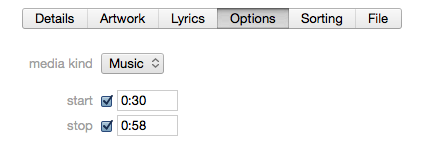 Details Artwork Lyrics Options Sorting File
media kind Music
start 0:30
stop 0:58